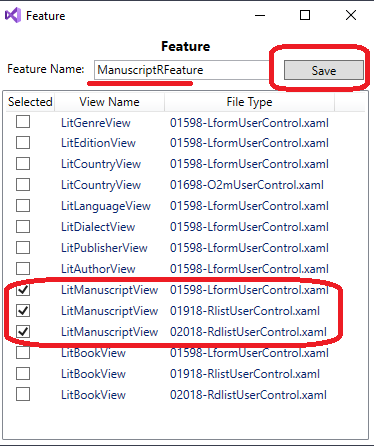 Feature
Feature
Feature Name: ManuscriptRFeature Save
Selected View Name File Type
LitGenreView 01598-LformUserControl.xaml
LitEditionView 01598-LformUserControl.xaml
LitCountryView 01598-LformUserControl.xaml
LitCountryView 01698-O2mUserControl.xaml
LitLanguageView 01598-LformUserControl.xaml
LitDialectView 01598-LformUserControl.xaml
LitPublisherView 01598-LformUserControl.xaml
LitAuthorView 01598-LformUserControl.xaml
LitManuscriptView 01598-LformUserControl.xaml
LitManuscriptView 01918-RlistUserControl.xaml
LitManuscriptView 02018-RdlistUserControl.xaml
LitBookView 01598-LformUserControl.xaml
LitBookView 01918-RlistUserControl.xaml
LitBookView 02018-RdlistUserControl.xaml